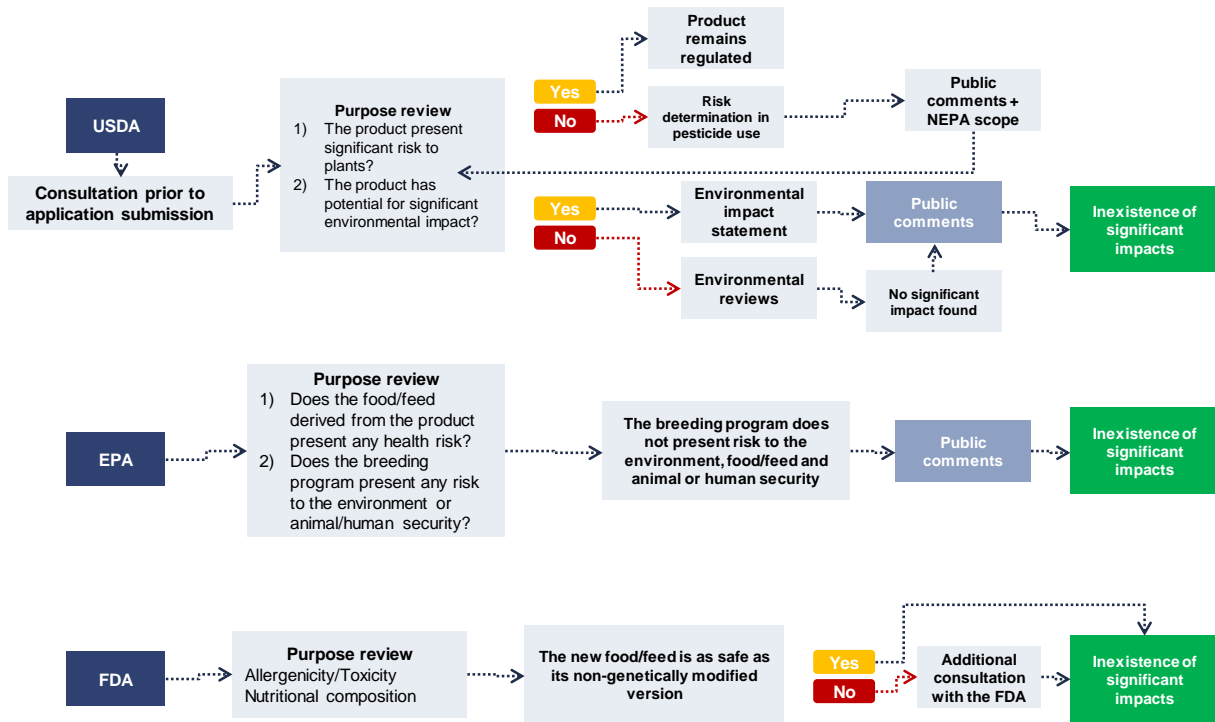 USDA
Consultation prior to
application submission
Purpose review
1) The product present
significant risk to
plants?
2) The product has
potential for significant
environmental impact?
Yes
No
Product
remains
regulated
Risk
determination in
pesticide use
Public
comments +
NEPA scope
Yes
No
Environmental
impact
statement
Environmental
reviews
Public
comments
No significant
impact found
Inexistence of
significant
impacts
EPA
Purpose review
1) Does the food/feed
derived from the product
present any health risk?
2) Does the breeding
program present any risk
to the environment or
animal/human security?
The breeding program does
not present risk to the
environment, food/feed and
animal or human security
Public
comments
Inexistence of
significant
impacts
FDA
Purpose review
Allergenicity/Toxicity
Nutritional composition
The new food/feed is as safe as
its non-genetically modified
version
Yes
No
Additional
consultation
with the FDA
Inexistence of
significant
impacts